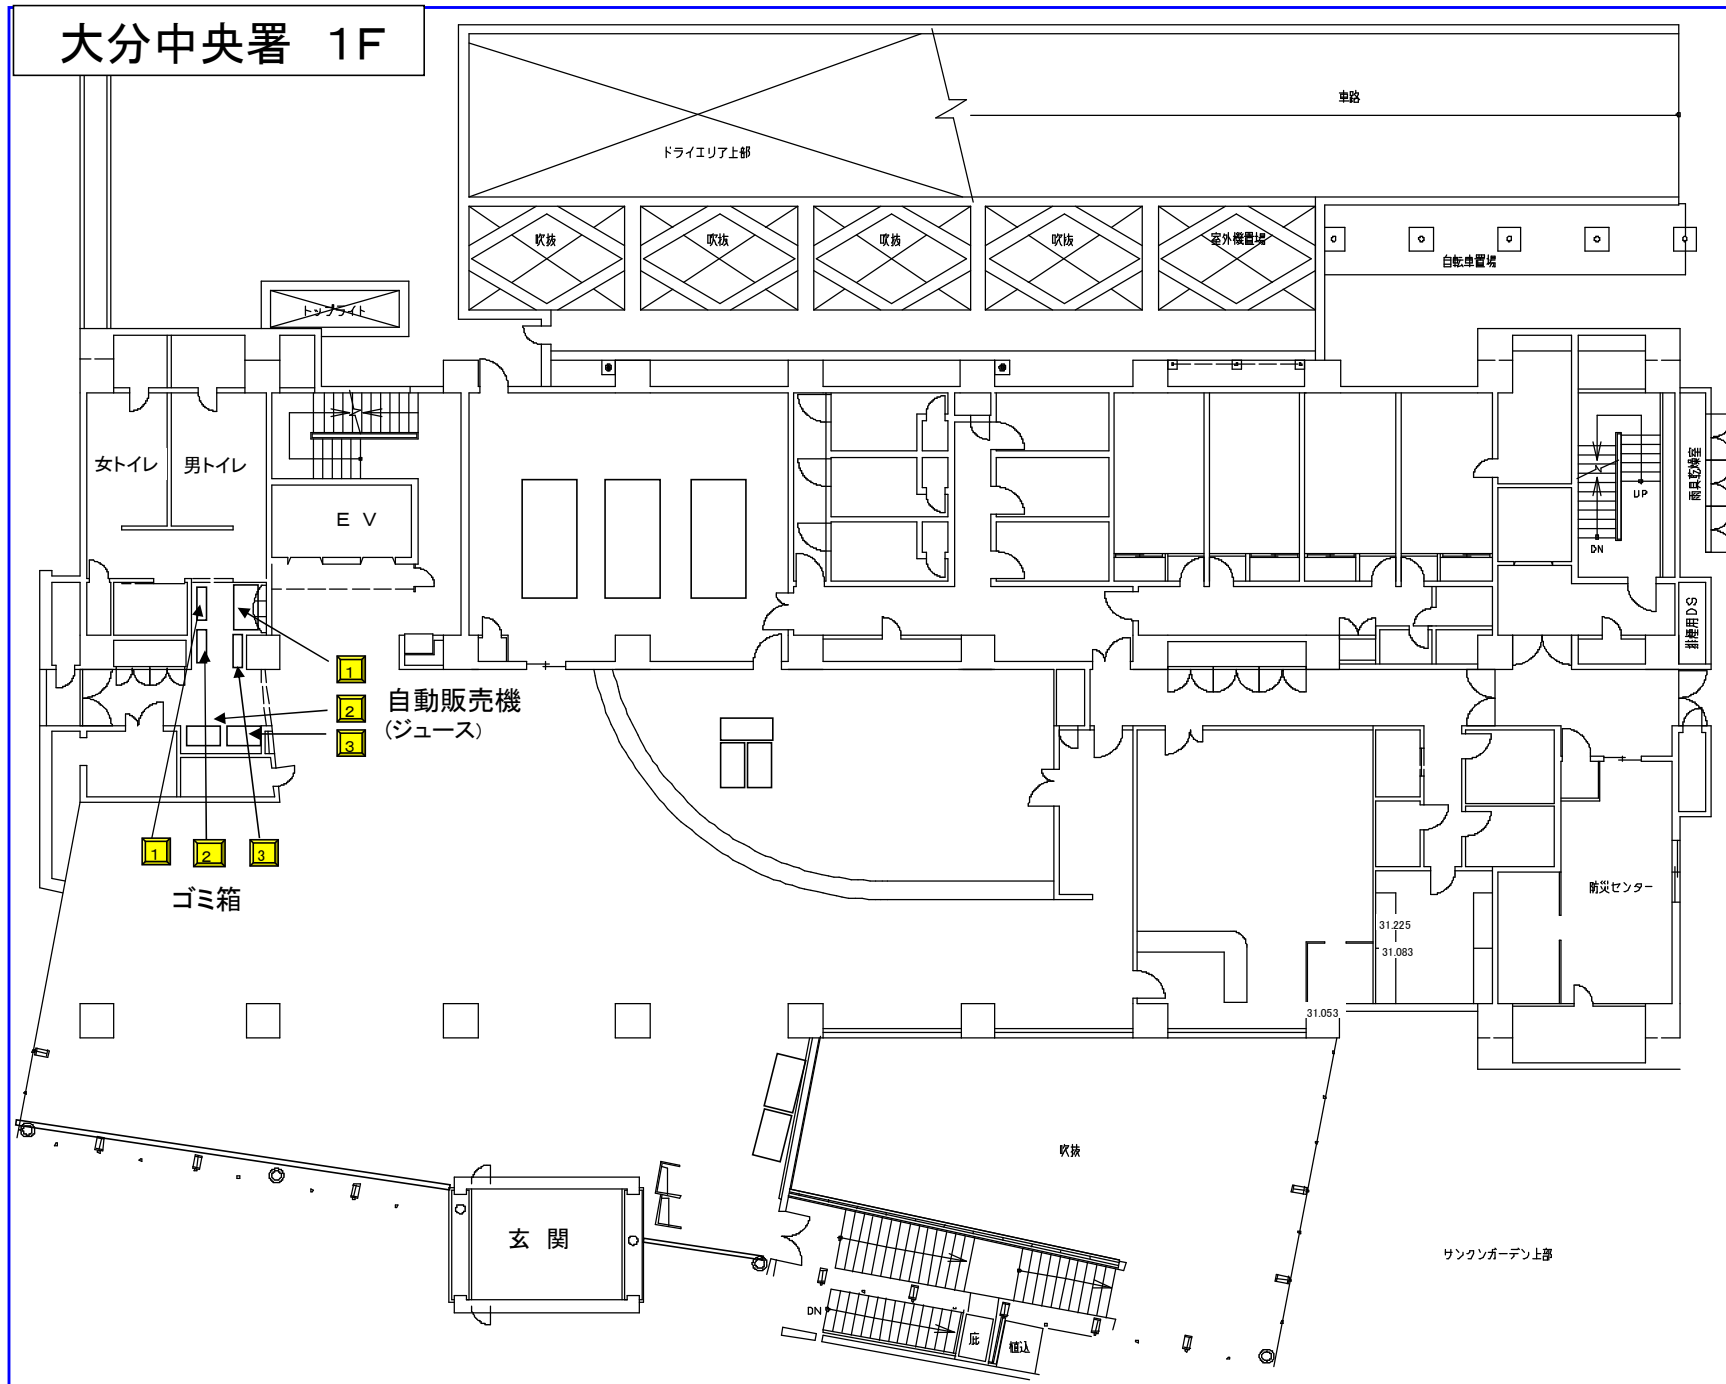 大分中央署 1F
車路
ドライエリア上部
吹抜
吹抜
吹抜
吹抜
室外機置場
自転車置場
トップライト
女トイレ
男トイレ
EV
UP
DN
雨具乾燥室
排煙用DS
1
2
3
自動販売機
(ジュース)
1
2
3
ゴミ箱
防災センター
31.225
31.083
31.053
吹抜
玄関
サンクンガーデン上部
DN
庇
植込